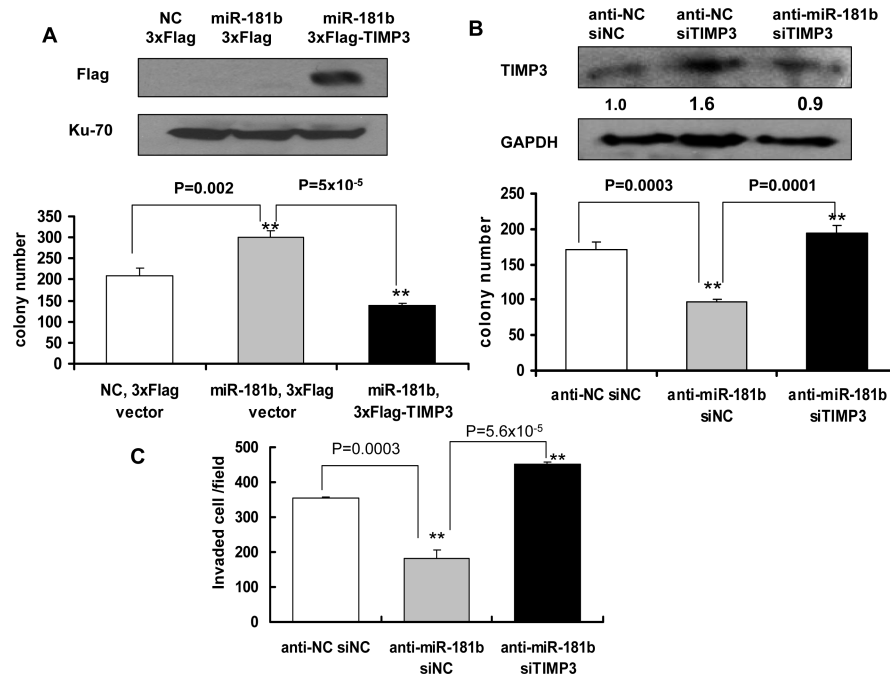 A
NC miR-181b miR-181b
3xFlag 3xFlag 3xFlag-TIMP3
Flag
Ku-70
P=0.002 P=5x10⁻⁵
350
300
250
200
150
100
50
0
colony number
** **
NC, 3xFlag vector
miR-181b, 3xFlag vector
miR-181b, 3xFlag-TIMP3
B
anti-NC anti-NC anti-miR-181b
siNC siTIMP3 siTIMP3
TIMP3
1.0 1.6 0.9
GAPDH
P=0.0003 P=0.0001
250
200
150
100
50
0
colony number
** **
anti-NC siNC
anti-miR-181b siNC
anti-miR-181b siTIMP3
C
P=0.0003 P=5.6x10⁻⁵
500
400
300
200
100
0
Invaded cell /field
** **
anti-NC siNC
anti-miR-181b siNC
anti-miR-181b siTIMP3